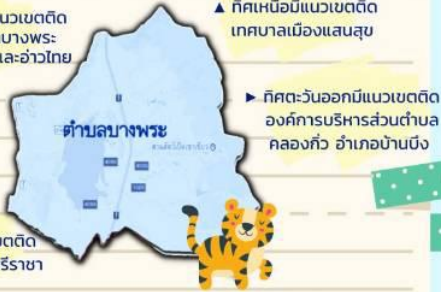 นวเขตติด
บางพระ
และอ่าวไทย
▲ ทิศเหนือมีแนวเขตติด
เทศบาลเมืองแสนสุข
► ทิศตะวันออกมีแนวเขตติด
องค์การบริหารส่วนตำบล
คลองกิ่ว อำเภอบ้านบึง
ตำบลบางพระ
ขตติด
รีราชา